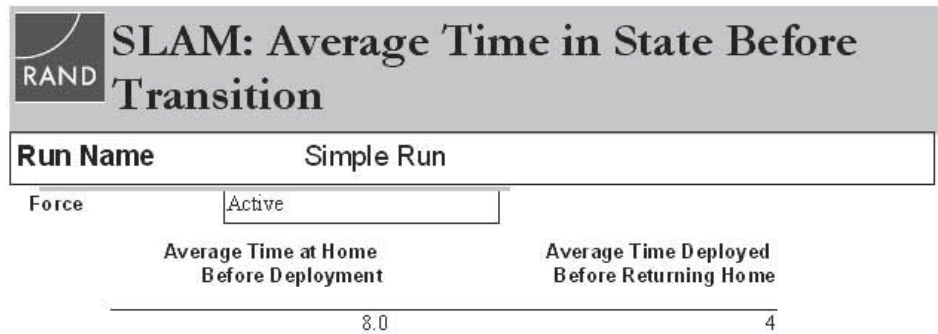 RAND
SLAM: Average Time in State Before
Transition
Run Name Simple Run
Force Active
Average Time at Home Average Time Deployed
Before Deployment Before Returning Home
8.0 4